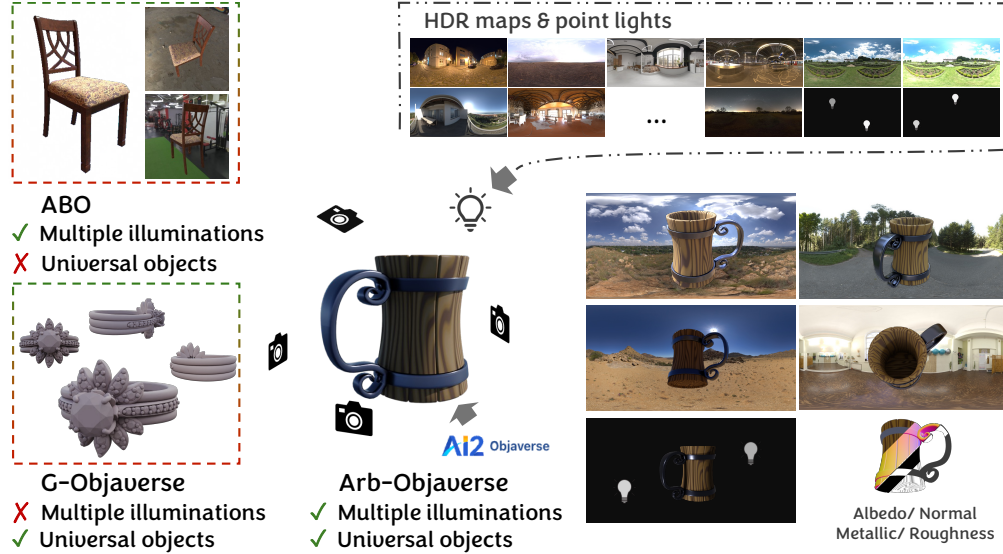 HDR maps & point lights
...
ABO
✓ Multiple illuminations
✗ Universal objects
Ai2 Objaverse
G-Objaverse
✗ Multiple illuminations
✓ Universal objects
Arb-Objaverse
✓ Multiple illuminations
✓ Universal objects
Albedo/ Normal
Metallic/ Roughness